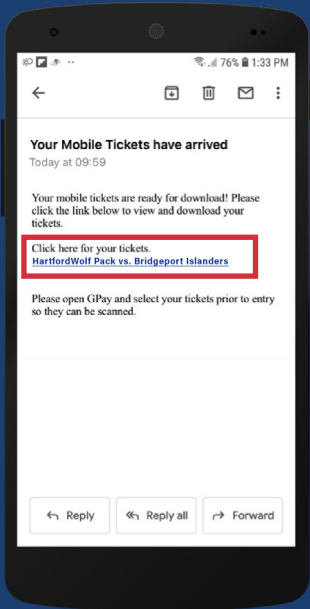 76% 1:33 PM
Your Mobile Tickets have arrived
Today at 09:59
Your mobile tickets are ready for download! Please
click the link below to view and download your
tickets.
Click here for your tickets.
HartfordWolf Pack vs. Bridgeport Islanders
Please open GPay and select your tickets prior to entry
so they can be scanned.
Reply
Reply all
Forward